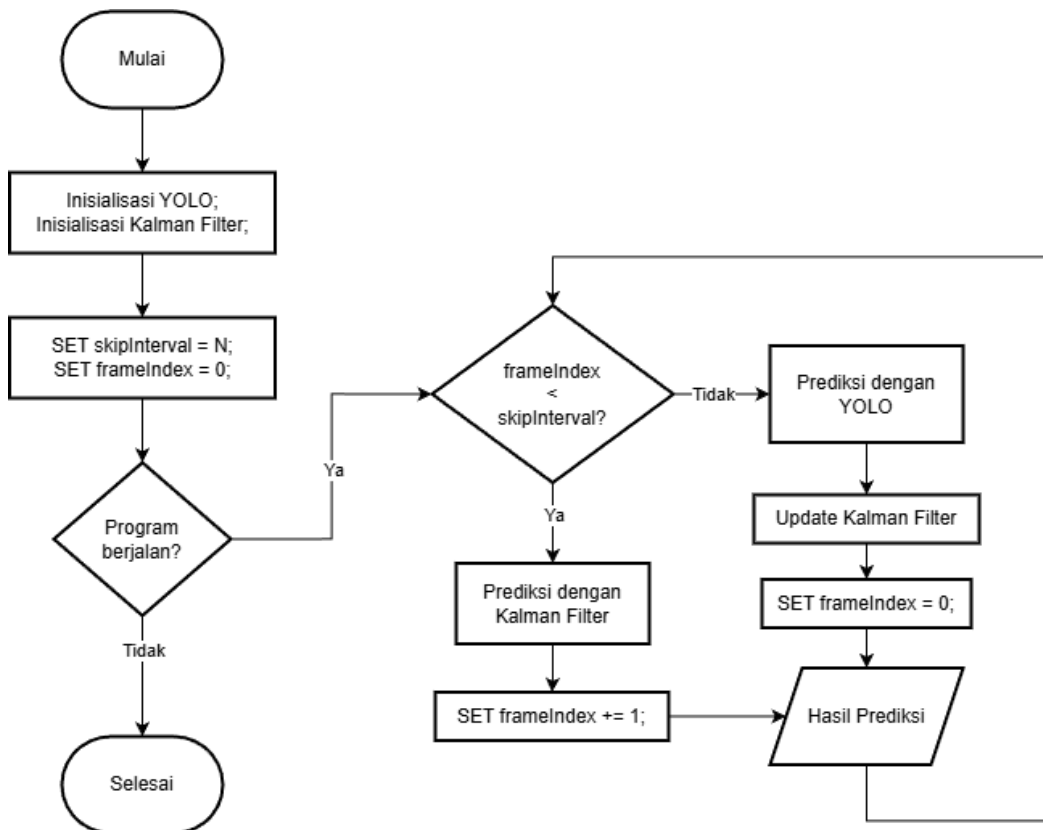 Mulai
Inisialisasi YOLO;
Inisialisasi Kalman Filter;
SET skipInterval = N;
SET frameIndex = 0;
Program
berjalan?
Ya
Tidak
Selesai
frameIndex
<
skipInterval?
Tidak
Ya
Prediksi dengan
YOLO
Update Kalman Filter
SET frameIndex = 0;
Prediksi dengan
Kalman Filter
SET frameIndex += 1;
Hasil Prediksi